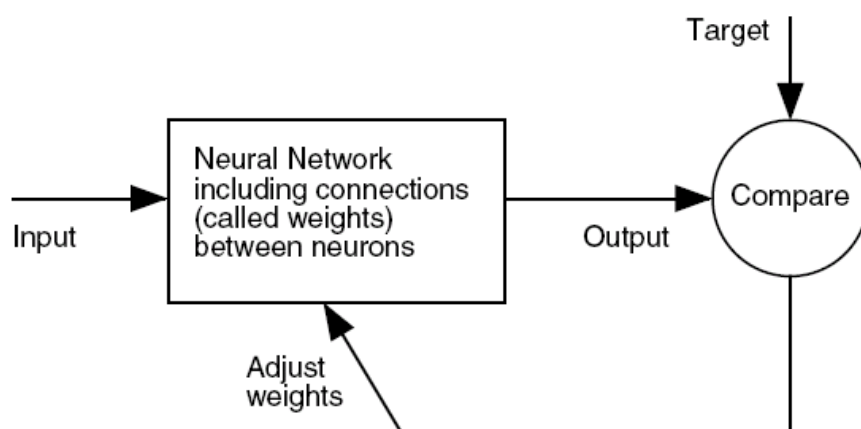 Target
Neural Network
including connections
(called weights)
between neurons
Compare
Input
Output
Adjust
weights